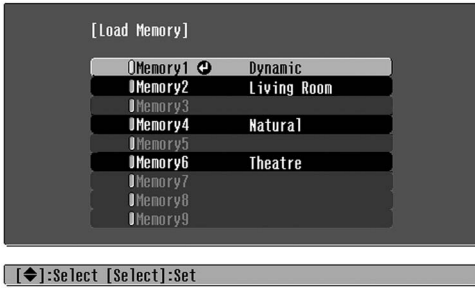 [Load Memory]
Memory1 Dynamic
Memory2 Living Room
Memory3
Memory4 Natural
Memory5
Memory6 Theatre
Memory7
Memory8
Memory9
[◆]:Select [Select]:Set